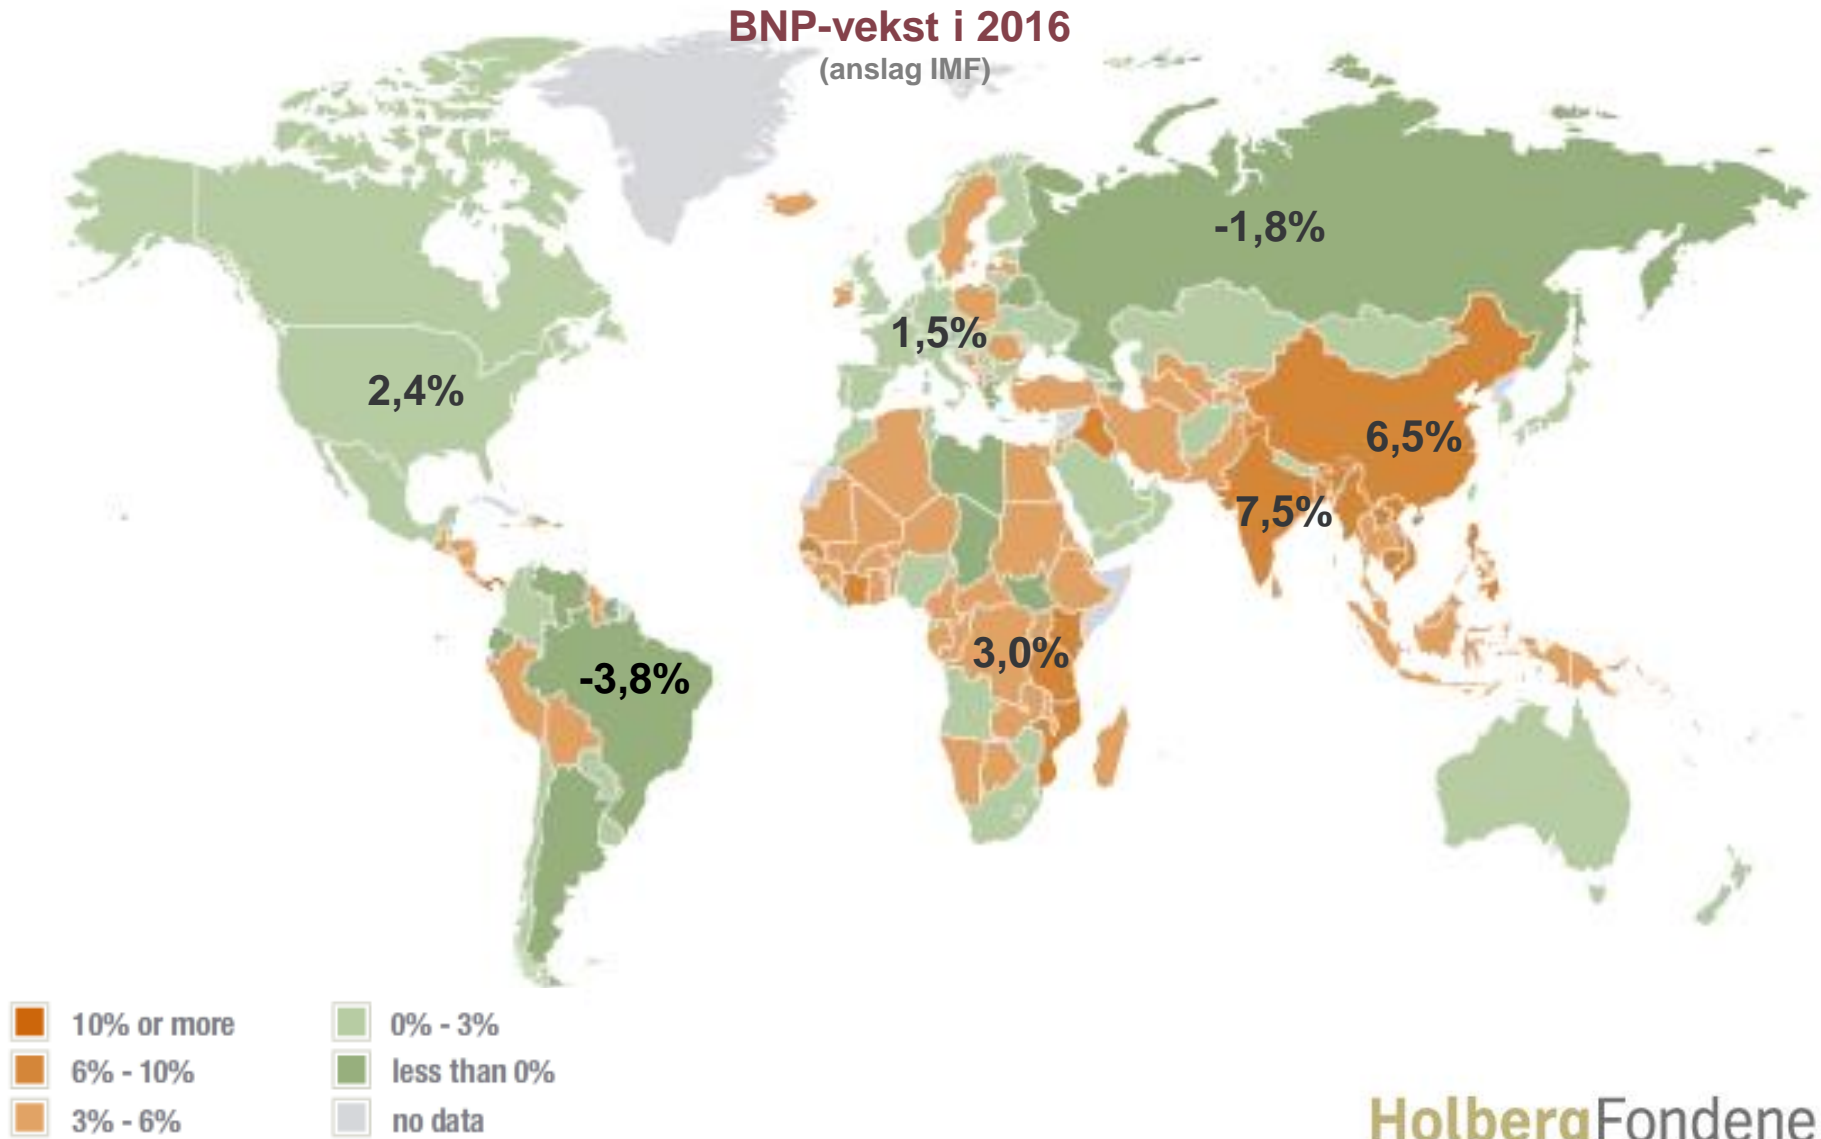 BNP-vekst i 2016
(anslag IMF)
-1,8%
1,5%
2,4%
6,5%
7,5%
3,0%
-3,8%
10% or more
6% - 10%
3% - 6%
0% - 3%
less than 0%
no data
HolbergFondene